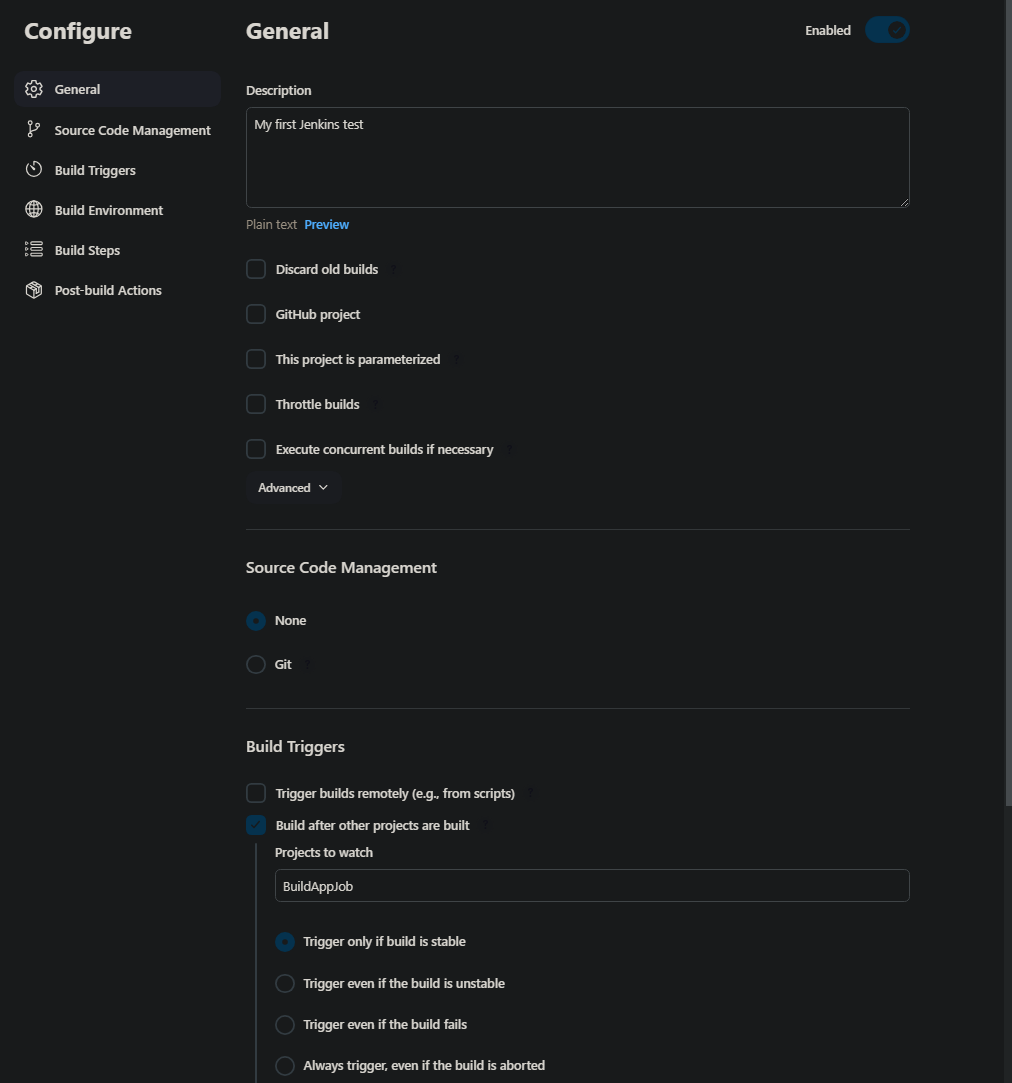 Configure
General
Source Code Management
Build Triggers
Build Environment
Build Steps
Post-build Actions
General
Enabled
Description
My first Jenkins test
Plain text Preview
Discard old builds ?
GitHub project
This project is parameterized ?
Throttle builds ?
Execute concurrent builds if necessary ?
Advanced
Source Code Management
None
Git ?
Build Triggers
Trigger builds remotely (e.g., from scripts) ?
Build after other projects are built ?
Projects to watch
BuildAppJob
Trigger only if build is stable
Trigger even if the build is unstable
Trigger even if the build fails
Always trigger, even if the build is aborted